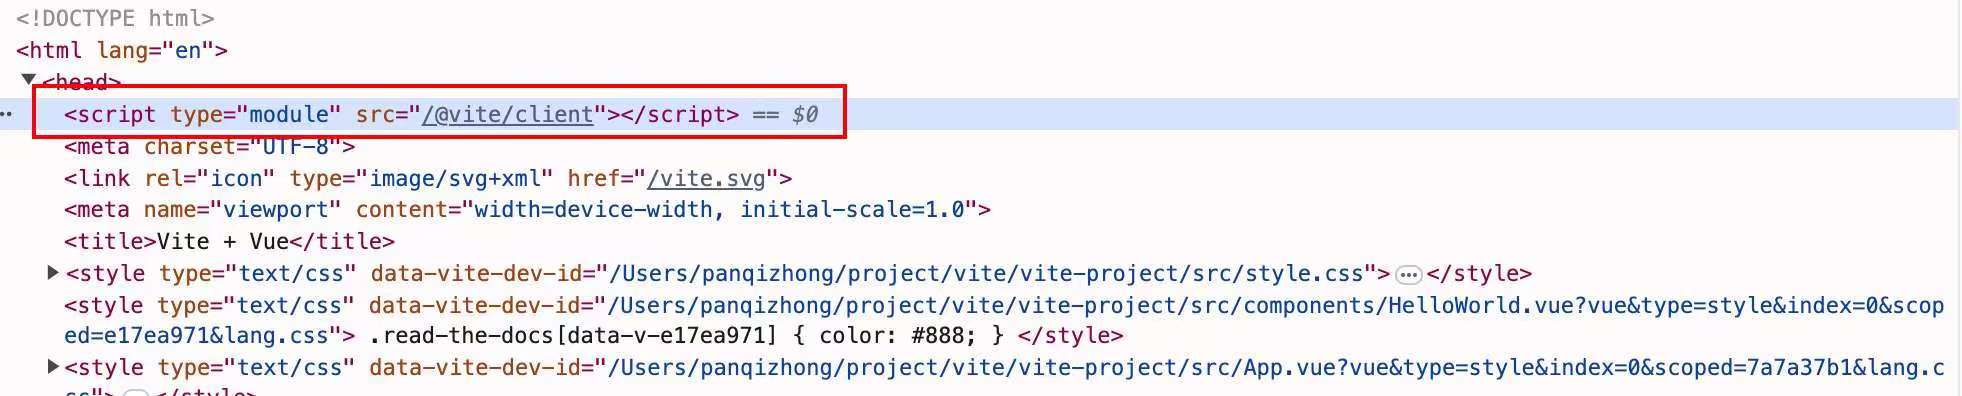 <!DOCTYPE html>
<html lang="en">
<head>
<script type="module" src="/@vite/client"></script> == $0
<meta charset="UTF-8">
<link rel="icon" type="image/svg+xml" href="/vite.svg">
<meta name="viewport" content="width=device-width, initial-scale=1.0">
<title>Vite + Vue</title>
<style type="text/css" data-vite-dev-id="/Users/panqizhong/project/vite/vite-project/src/style.css">…</style>
<style type="text/css" data-vite-dev-id="/Users/panqizhong/project/vite/vite-project/src/components/HelloWorld.vue?vue&type=style&index=0&scop
ed=e17ea971&lang.css"> .read-the-docs[data-v-e17ea971] { color: #888; } </style>
<style type="text/css" data-vite-dev-id="/Users/panqizhong/project/vite/vite-project/src/App.vue?vue&type=style&index=0&scoped=7a7a37b1&lang.c
ss">…</style>